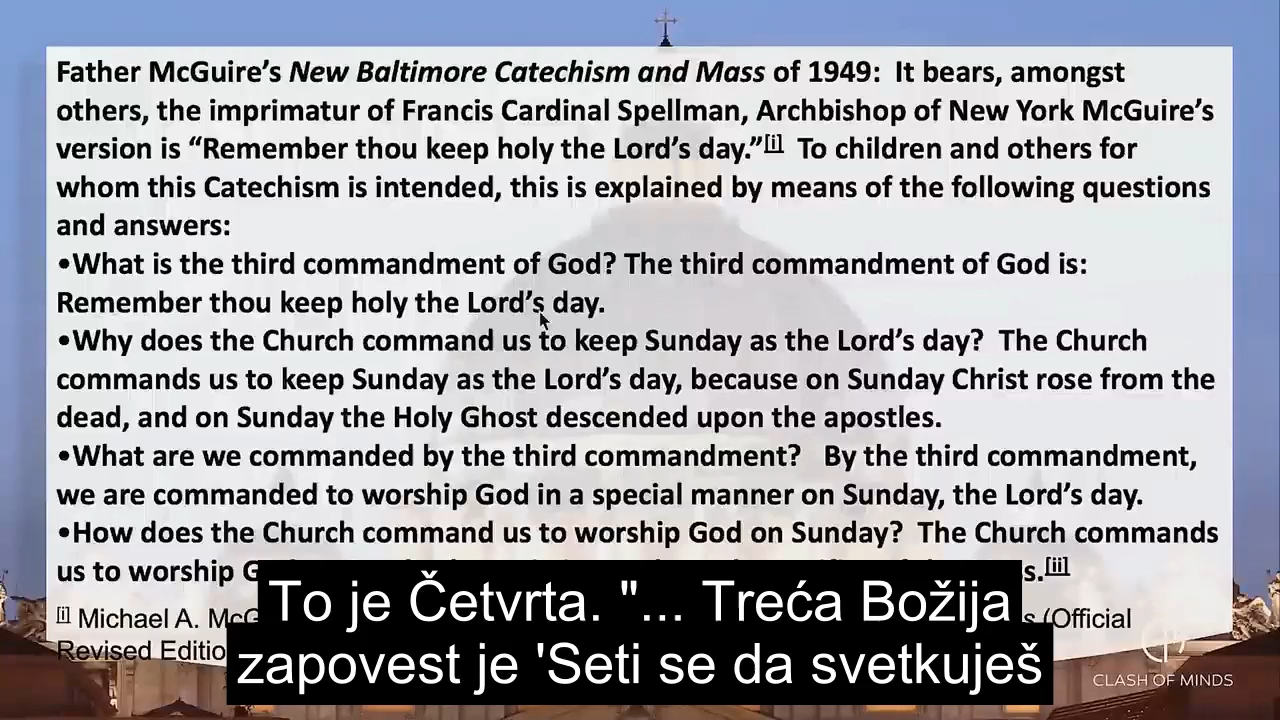 Father McGuire's New Baltimore Catechism and Mass of 1949:  It bears, amongst
others, the imprimatur of Francis Cardinal Spellman, Archbishop of New York McGuire's
version is “Remember thou keep holy the Lord's day.”[i]  To children and others for
whom this Catechism is intended, this is explained by means of the following questions
and answers:
•What is the third commandment of God? The third commandment of God is:
Remember thou keep holy the Lord's day.
•Why does the Church command us to keep Sunday as the Lord's day?  The Church
commands us to keep Sunday as the Lord's day, because on Sunday Christ rose from the
dead, and on Sunday the Holy Ghost descended upon the apostles.
•What are we commanded by the third commandment?   By the third commandment,
we are commanded to worship God in a special manner on Sunday, the Lord's day.
•How does the Church command us to worship God on Sunday?  The Church commands
us to worship [ii]
[i] Michael A. (Official
Revised
To je Četvrta. "... Treća Božija
zapovest je 'Seti se da svetkuješ
CLASH OF MINDS